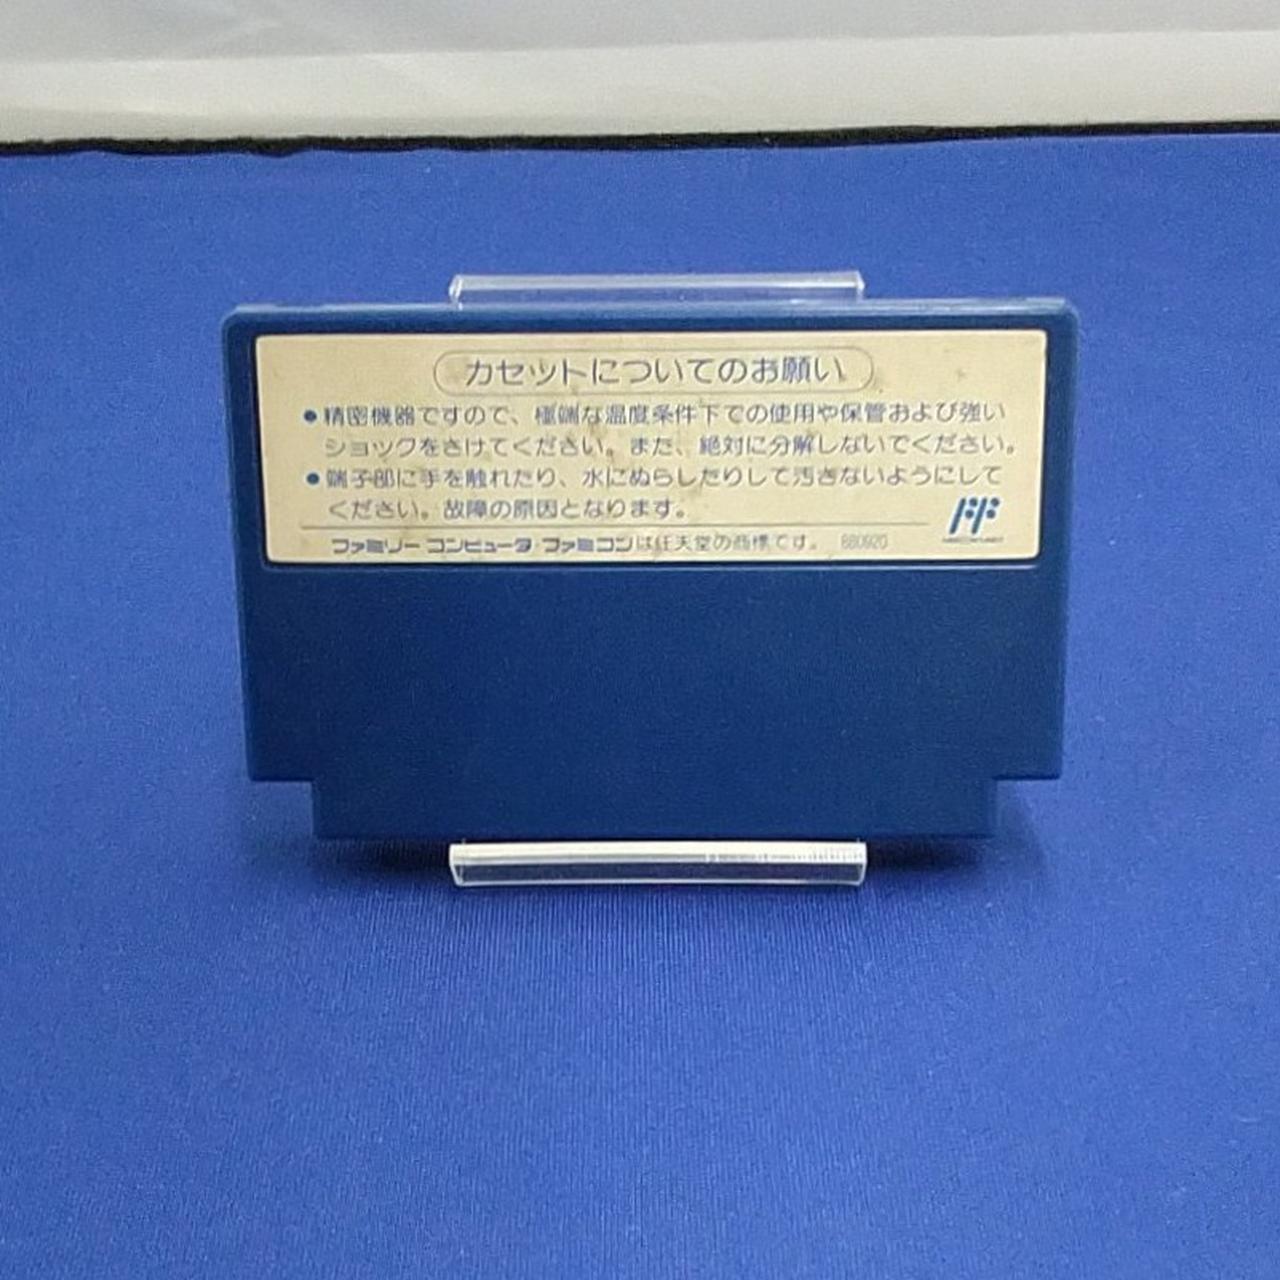 カセットについてのお願い
●精密機器ですので、極端な温度条件下での使用や保管および強い
ショックをさけてください。また、絶対に分解しないでください。
●端子部に手を触れたり、水にぬらしたりして汚さないようにして
ください。故障の原因となります。
ファミリーコンピュータ・ファミコンは任天堂の商標です。